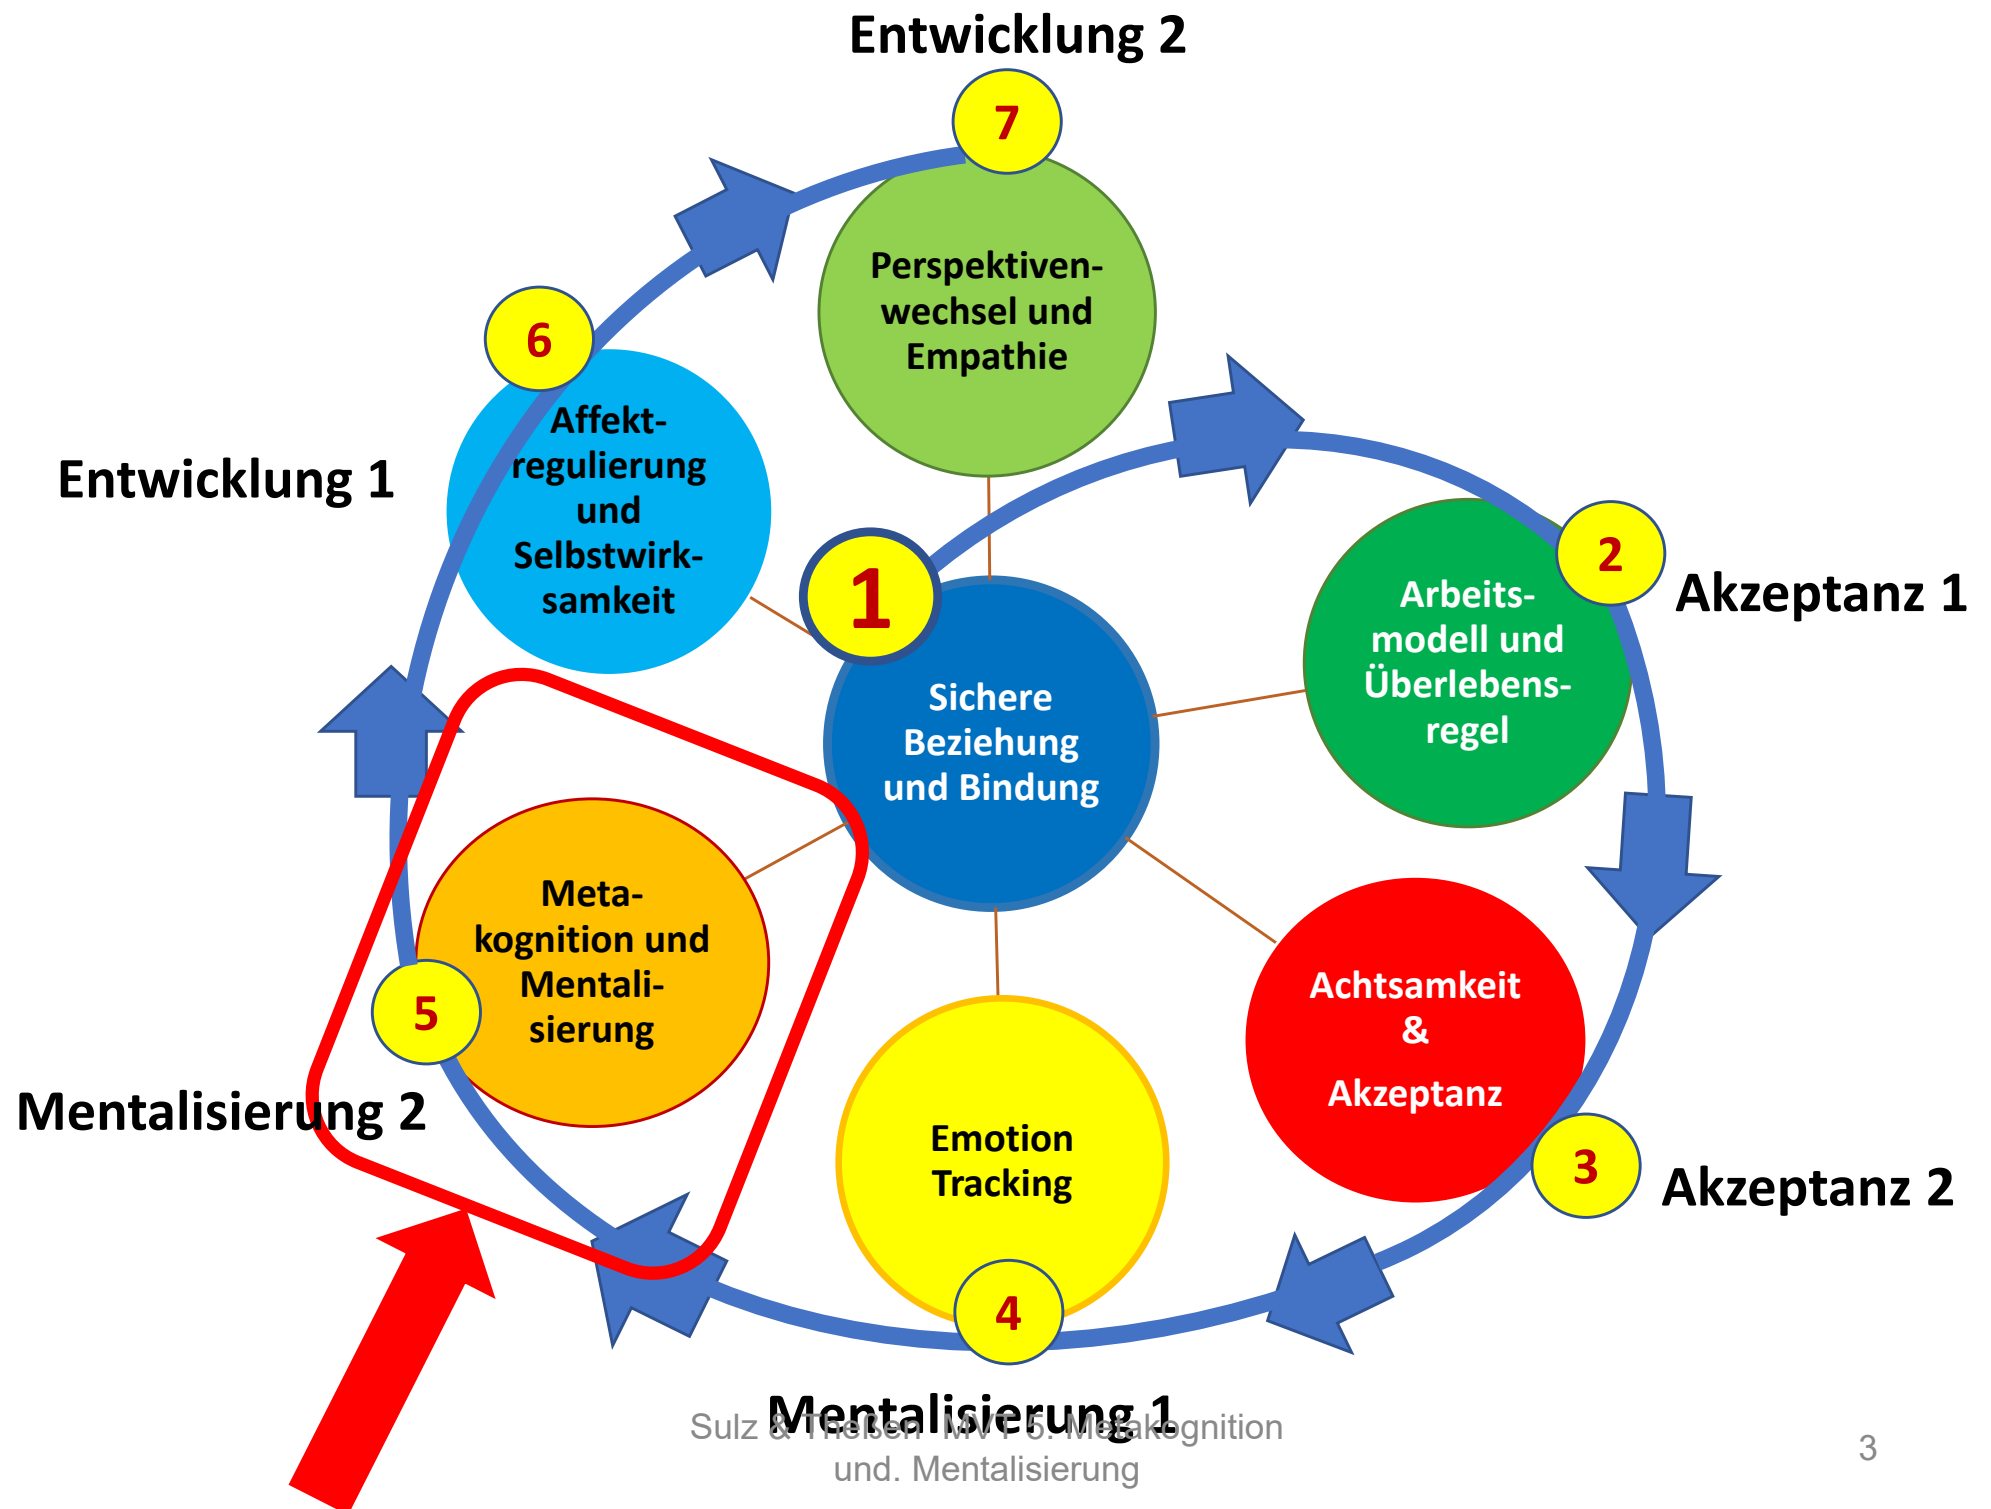 Entwicklung 2
7
Perspektiven-
wechsel und
Empathie
6
Affekt-
regulierung
und
Selbstwirk-
samkeit
Entwicklung 1
1
Sichere
Beziehung
und Bindung
2
Akzeptanz 1
Arbeits-
modell und
Überlebens-
regel
Achtsamkeit
&
Akzeptanz
3
Akzeptanz 2
Emotion
Tracking
4
Mentalisierung 1
Meta-
kognition und
Mentali-
sierung
5
Mentalisierung 2
Sulz & Theßen MVT 5. Metakognition
und. Mentalisierung
3